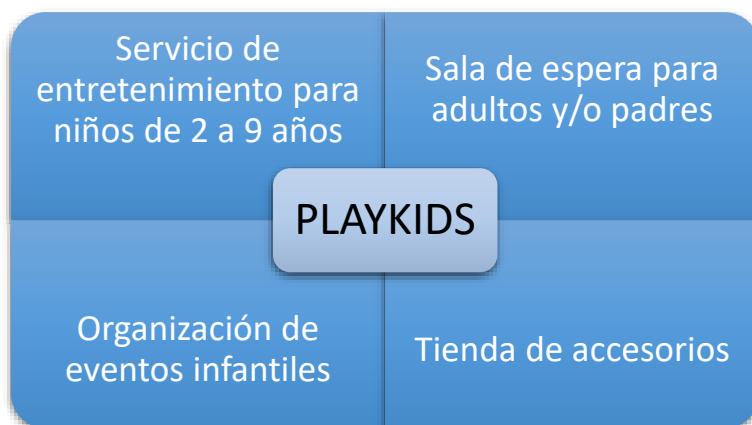 Servicio de
entretenimiento para
niños de 2 a 9 años
Sala de espera para
adultos y/o padres
PLAYKIDS
Organización de
eventos infantiles
Tienda de accesorios